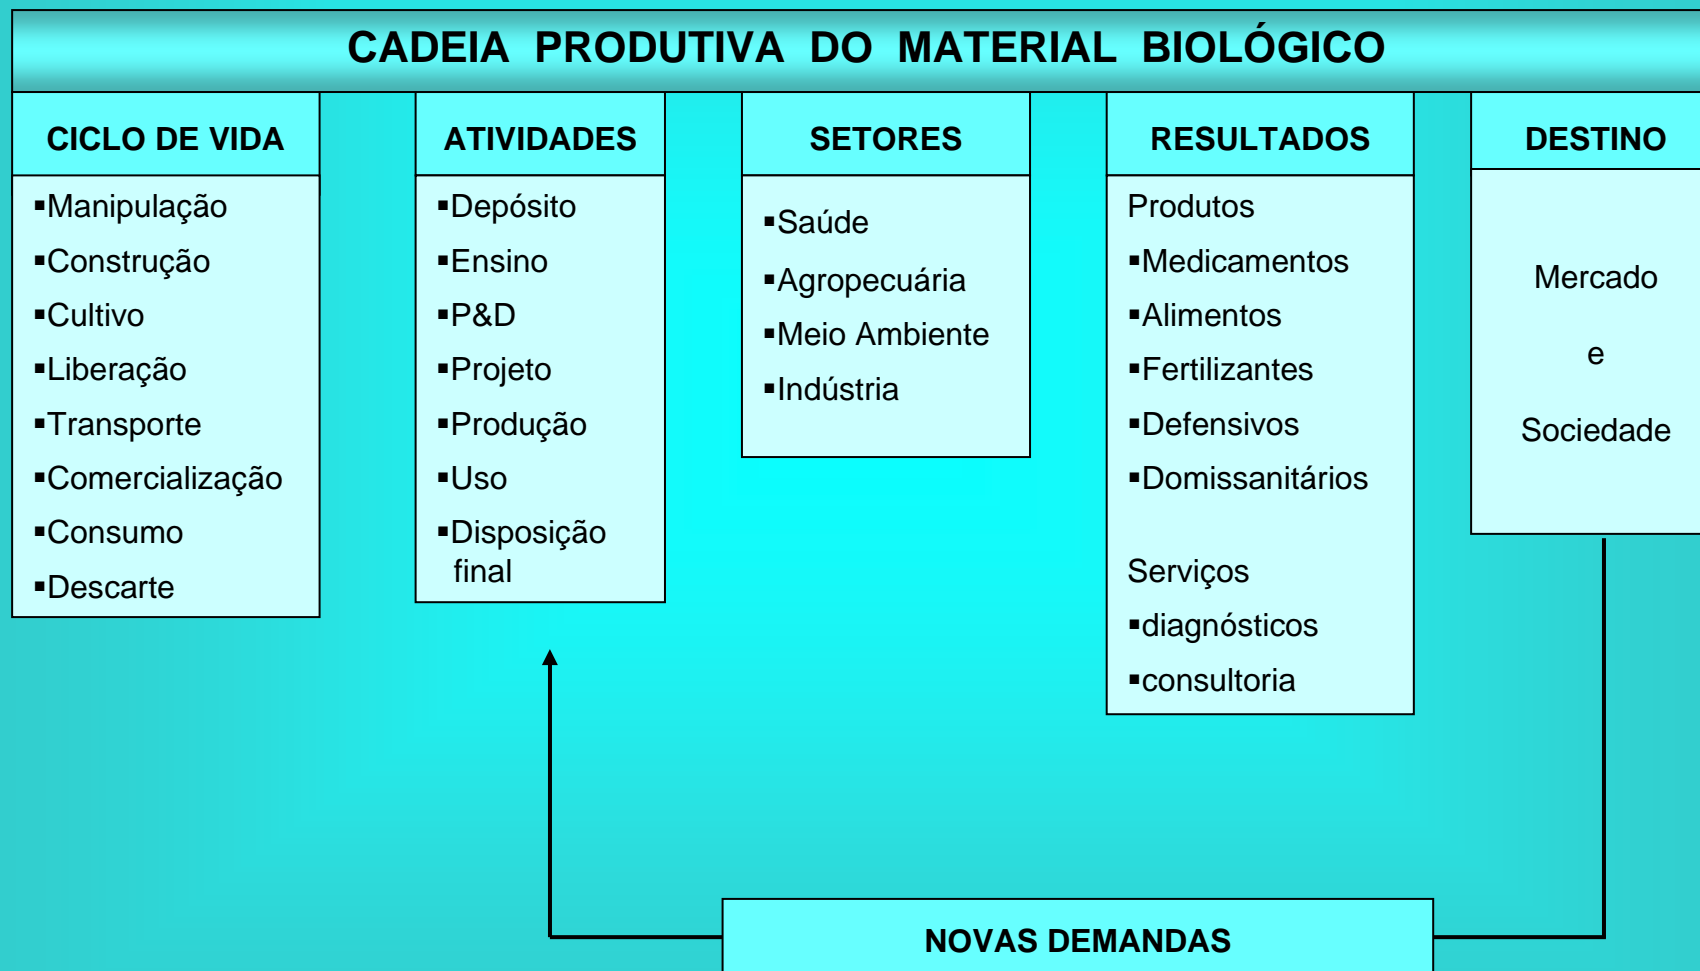 CADEIA PRODUTIVA DO MATERIAL BIOLÓGICO
CICLO DE VIDA
▪Manipulação
▪Construção
▪Cultivo
▪Liberação
▪Transporte
▪Comercialização
▪Consumo
▪Descarte
ATIVIDADES
▪Depósito
▪Ensino
▪P&D
▪Projeto
▪Produção
▪Uso
▪Disposição
final
SETORES
▪Saúde
▪Agropecuária
▪Meio Ambiente
▪Indústria
RESULTADOS
Produtos
▪Medicamentos
▪Alimentos
▪Fertilizantes
▪Defensivos
▪Domissanitários
Serviços
▪diagnósticos
▪consultoria
DESTINO
Mercado
e
Sociedade
NOVAS DEMANDAS